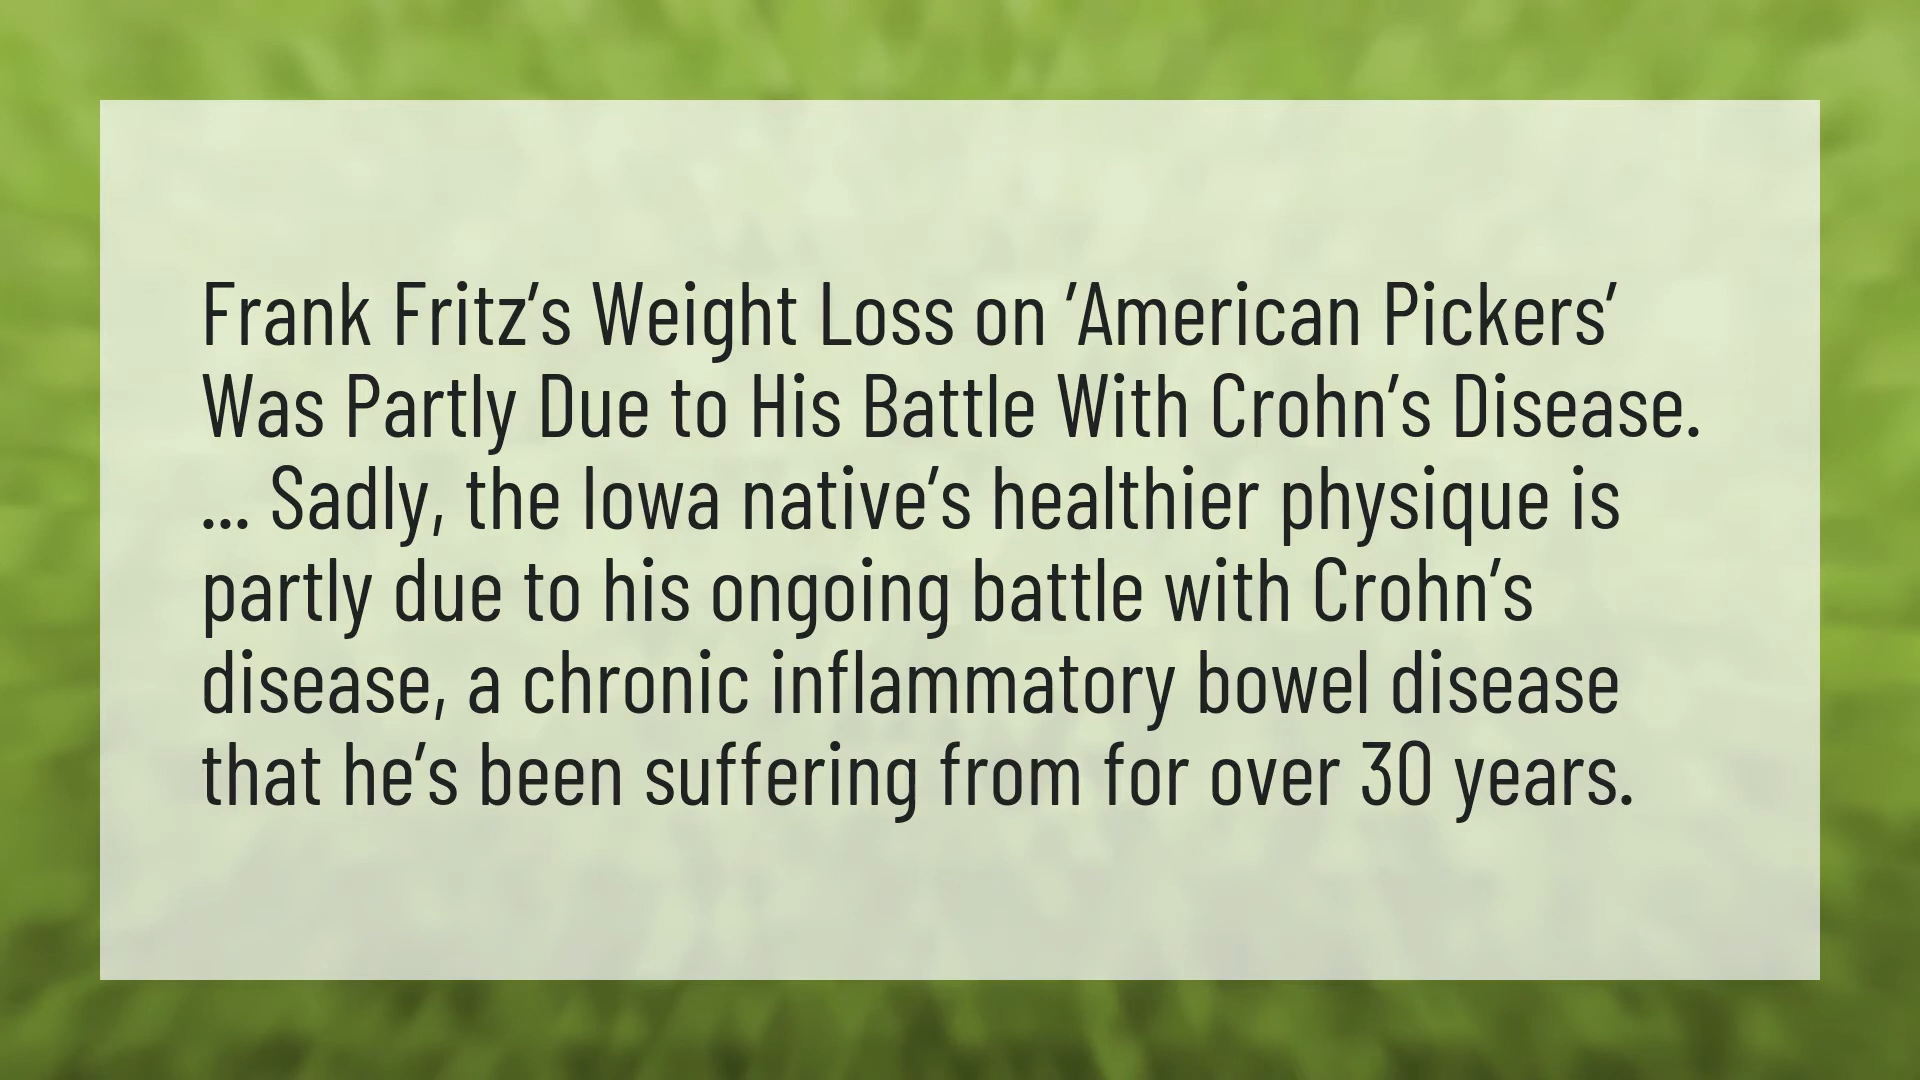 Frank Fritz's Weight Loss on 'American Pickers'
Was Partly Due to His Battle With Crohn's Disease.
... Sadly, the Iowa native's healthier physique is
partly due to his ongoing battle with Crohn's
disease, a chronic inflammatory bowel disease
that he's been suffering from for over 30 years.